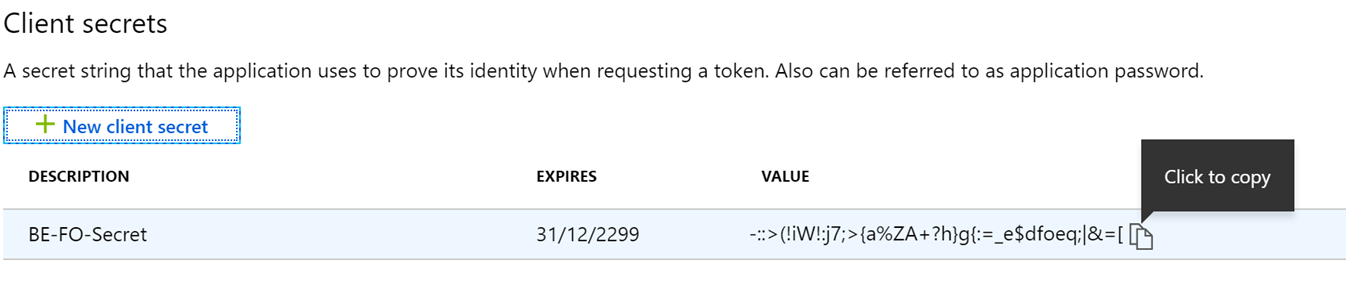 Client secrets
A secret string that the application uses to prove its identity when requesting a token. Also can be referred to as application password.
New client secret
DESCRIPTION EXPIRES VALUE
Click to copy
BE-FO-Secret 31/12/2299 -::>(!iW!:j7;>{a%ZA+?h}g{:=_e$dfoeq;|&=[